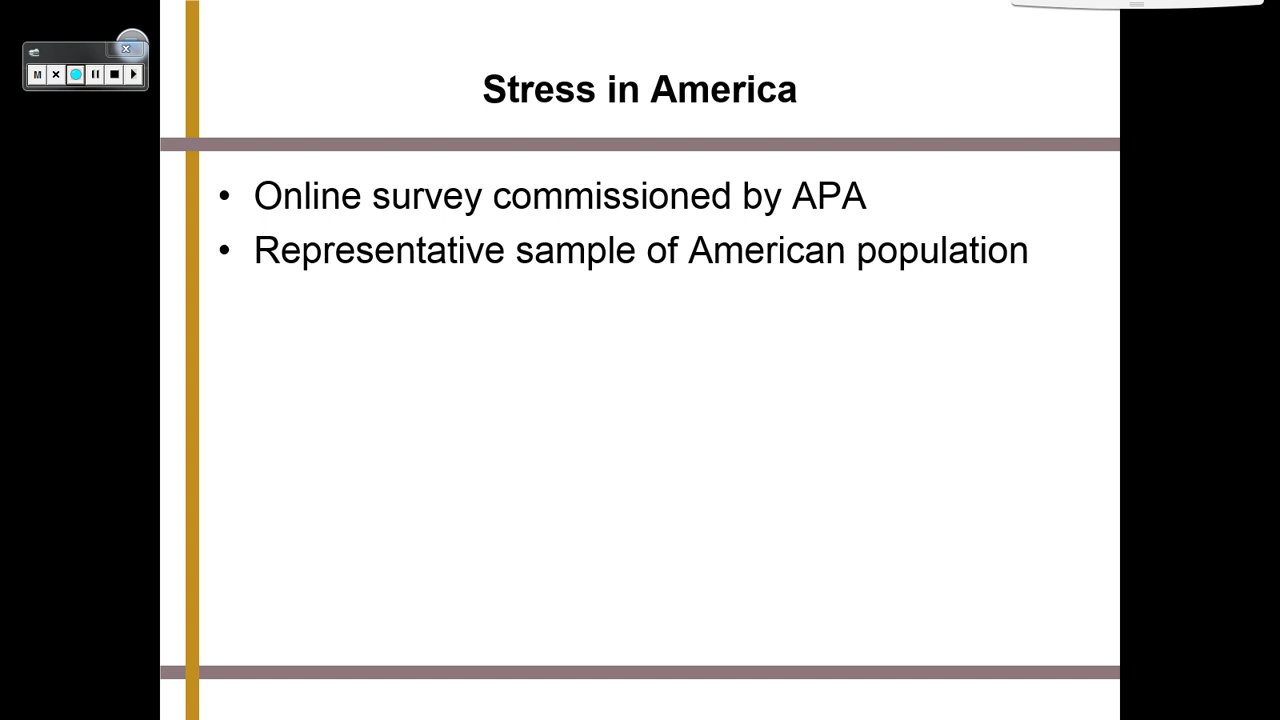 Stress in America
• Online survey commissioned by APA
• Representative sample of American population
M